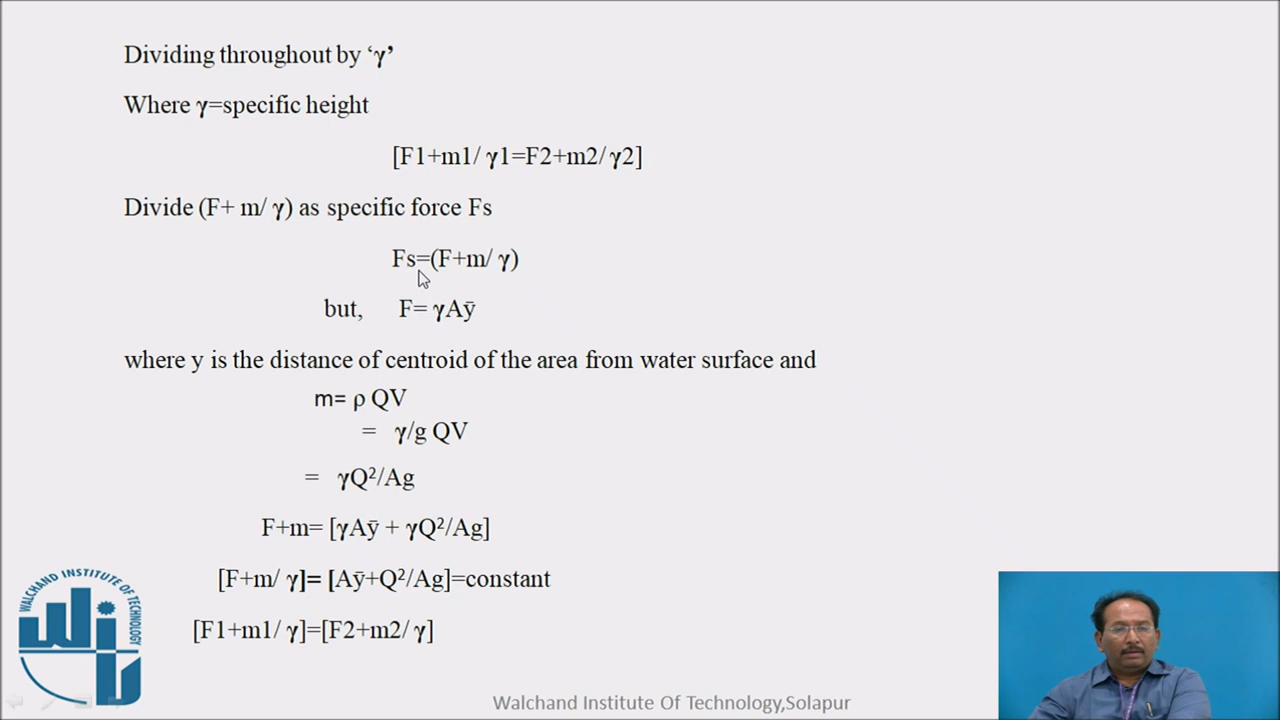 Dividing throughout by ‘γ’
Where γ=specific height
[F1+m1/ γ1=F2+m2/ γ2]
Divide (F+ m/ γ) as specific force Fs
Fs=(F+m/ γ)
but, F= γAȳ
where y is the distance of centroid of the area from water surface and
m= ρ QV
= γ/g QV
= γQ²/Ag
F+m= [γAȳ + γQ²/Ag]
[F+m/ γ]= [Aȳ+Q²/Ag]=constant
[F1+m1/ γ]=[F2+m2/ γ]
WALCHAND INSTITUTE OF TECHNOLOGY
Walchand Institute Of Technology,Solapur